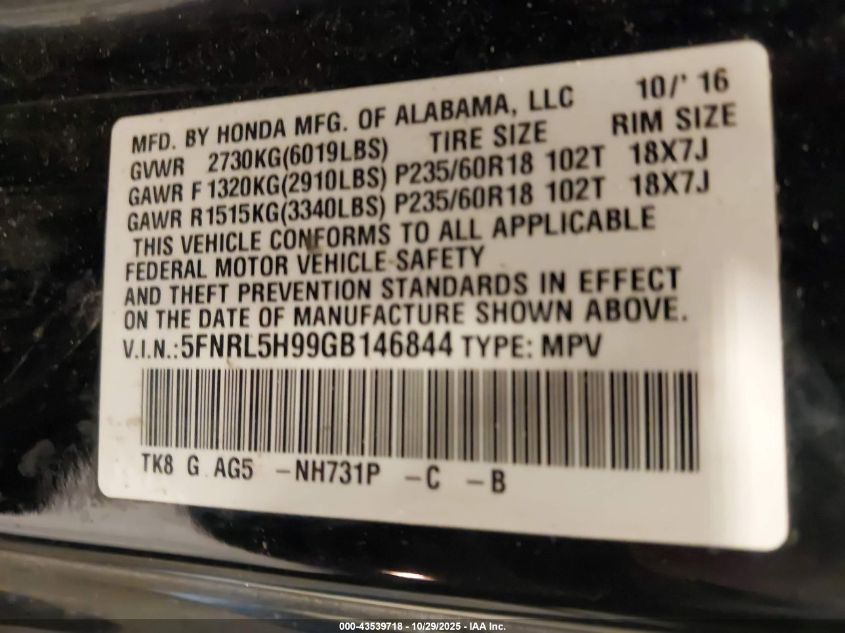 MFD. BY HONDA MFG. OF ALABAMA, LLC 10/' 16
GVWR 2730KG(6019LBS) TIRE SIZE RIM SIZE
GAWR F 1320KG(2910LBS) P235/60R18 102T 18X7J
GAWR R1515KG(3340LBS) P235/60R18 102T 18X7J
THIS VEHICLE CONFORMS TO ALL APPLICABLE
FEDERAL MOTOR VEHICLE SAFETY
AND THEFT PREVENTION STANDARDS IN EFFECT
ON THE DATE OF MANUFACTURE SHOWN ABOVE.
V.I.N.:5FNRL5H99GB146844 TYPE: MPV
TK8 G AG5 -NH731P -C -B
000-43539718 - 10/29/2025 - IAA Inc.